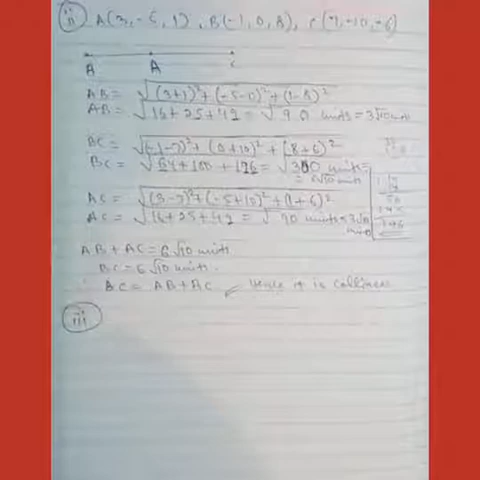 ii) A(3, -5, 1), B(-1, 0, 8), C(7, -10, -6)
B A C
AB = √(3+1)² + (-5-0)² + (1-8)²
AB = √16+25+49 = √90 units = 3√10 units
BC = √(-1-7)² + (0+10)² + (8+6)²
BC = √64+100+196 = √360 units =
= 6√10 units
AC = √(3-7)² + (-5+10)² + (1+6)²
AC = √16+25+49 = √90 units = 3√10
units
AB + AC = 6√10 units
BC = 6√10 units.
∴ BC = AB + AC hence it is collinear
iii